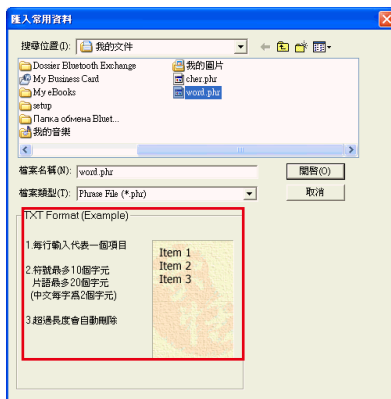 匯入常用資料
搜尋位置(I): 我的文件
Dossier Bluetooth Exchange
My Business Card
My eBooks
setup
Папка обмена Bluet...
我的音樂
我的圖片
cher.phr
word.phr
檔案名稱(N): word.phr
開啓(O)
檔案類型(T): Phrase File (*.phr)
取消
TXT Format (Example)
1.每行輸入代表一個項目
2.符號最多10個字元
片語最多20個字元
(中文每字爲2個字元)
3.超過長度會自動刪除
Item 1
Item 2
Item 3